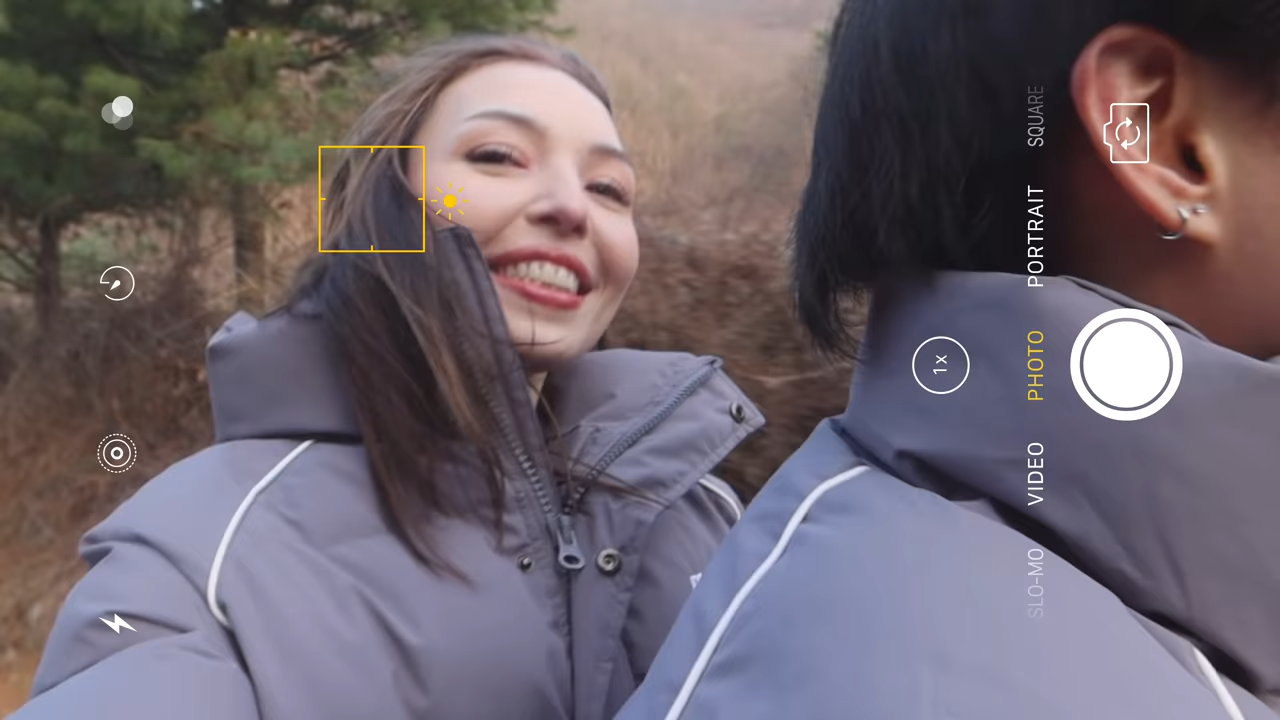 SQUARE
PORTRAIT
PHOTO
VIDEO
SLO-MO
1x